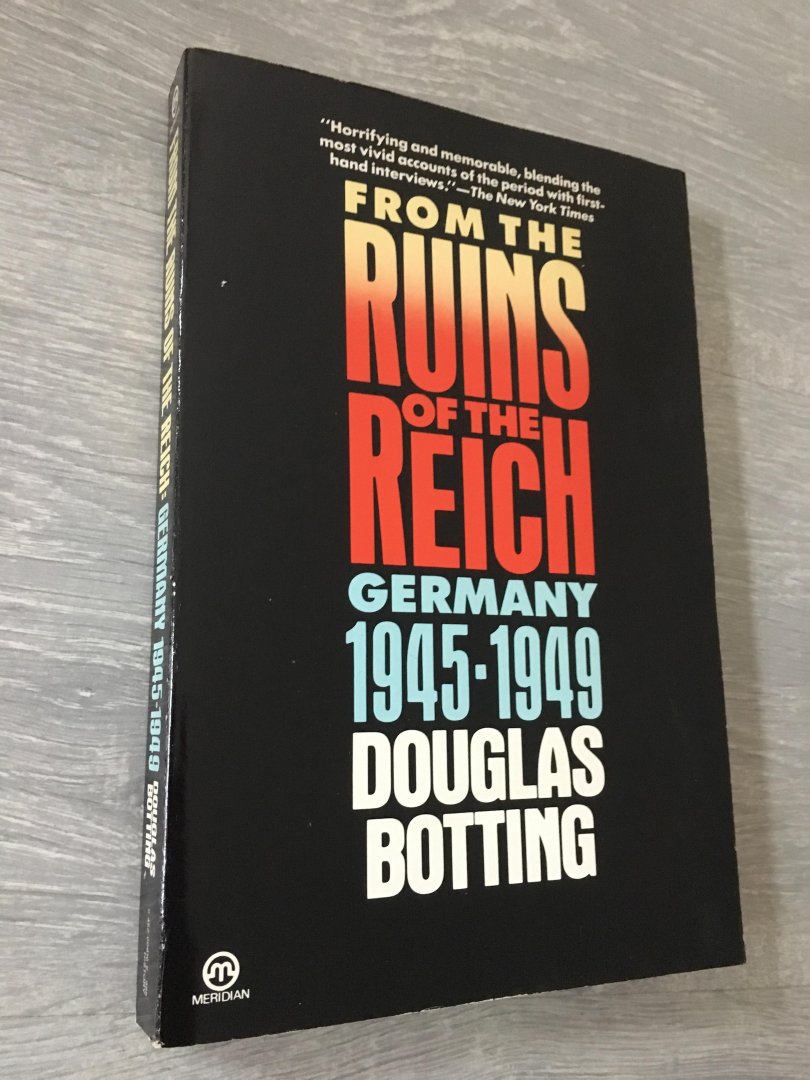 "Horrifying and memorable, blending the
most vivid accounts of the period with first-
hand interviews."—The New York Times
FROM THE
RUINS
OF THE
REICH
GERMANY
1945·1949
DOUGLAS
BOTTING
MERIDIAN
FROM THE RUINS OF THE REICH: GERMANY 1945·1949 DOUGLAS
BOTTING